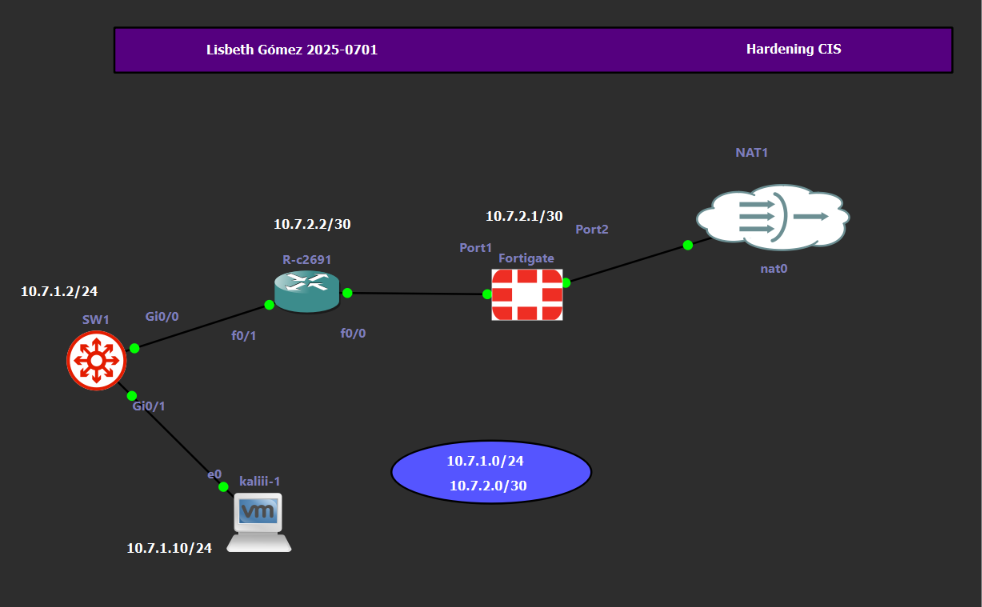 Lisbeth Gómez 2025-0701
Hardening CIS
NAT1
10.7.2.2/30
10.7.2.1/30
Port2
Port1
Fortigate
R-c2691
nat0
10.7.1.2/24
SW1
Gi0/0
f0/1
f0/0
Gi0/1
e0
kaliii-1
vm
10.7.1.0/24
10.7.2.0/30
10.7.1.10/24